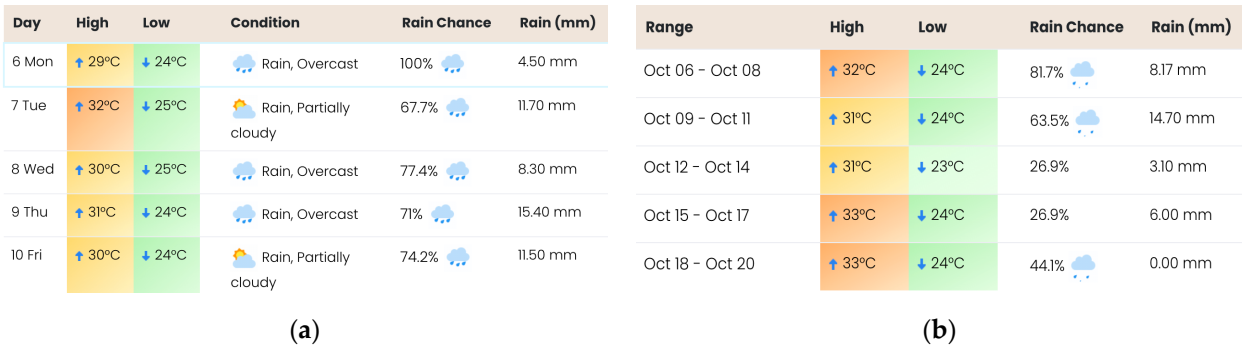 Day High Low Condition Rain Chance Rain (mm)
6 Mon 29°C 24°C Rain, Overcast 100% 4.50 mm
7 Tue 32°C 25°C Rain, Partially cloudy 67.7% 11.70 mm
8 Wed 30°C 25°C Rain, Overcast 77.4% 8.30 mm
9 Thu 31°C 24°C Rain, Overcast 71% 15.40 mm
10 Fri 30°C 24°C Rain, Partially cloudy 74.2% 11.50 mm
(a)
Range High Low Rain Chance Rain (mm)
Oct 06 - Oct 08 32°C 24°C 81.7% 8.17 mm
Oct 09 - Oct 11 31°C 24°C 63.5% 14.70 mm
Oct 12 - Oct 14 31°C 23°C 26.9% 3.10 mm
Oct 15 - Oct 17 33°C 24°C 26.9% 6.00 mm
Oct 18 - Oct 20 33°C 24°C 44.1% 0.00 mm
(b)